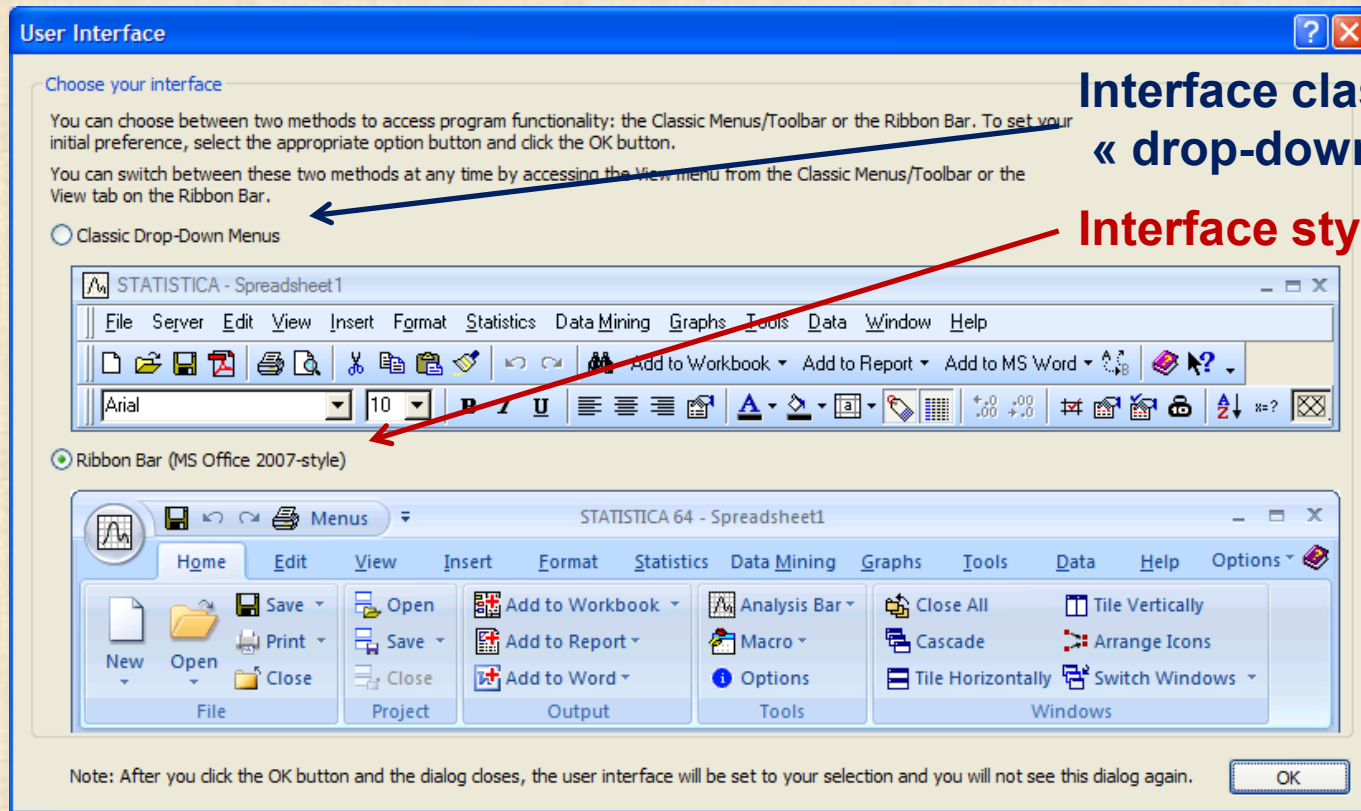 User Interface
Choose your interface
You can choose between two methods to access program functionality: the Classic Menus/Toolbar or the Ribbon Bar. To set your
initial preference, select the appropriate option button and click the OK button.
You can switch between these two methods at any time by accessing the View menu from the Classic Menus/Toolbar or the
View tab on the Ribbon Bar.
Interface clas
« drop-down
Interface sty
Classic Drop-Down Menus
STATISTICA - Spreadsheet1
File Server Edit View Insert Format Statistics Data Mining Graphs Tools Data Window Help
Add to Workbook Add to Report Add to MS Word
Arial 10 B I U
Ribbon Bar (MS Office 2007-style)
Menus STATISTICA 64 - Spreadsheet1
Home Edit View Insert Format Statistics Data Mining Graphs Tools Data Help Options
Save Open Add to Workbook Analysis Bar Close All Tile Vertically
Print Save Add to Report Macro Cascade Arrange Icons
New Open Close Close Add to Word Options Tile Horizontally Switch Windows
File Project Output Tools Windows
Note: After you click the OK button and the dialog closes, the user interface will be set to your selection and you will not see this dialog again. OK